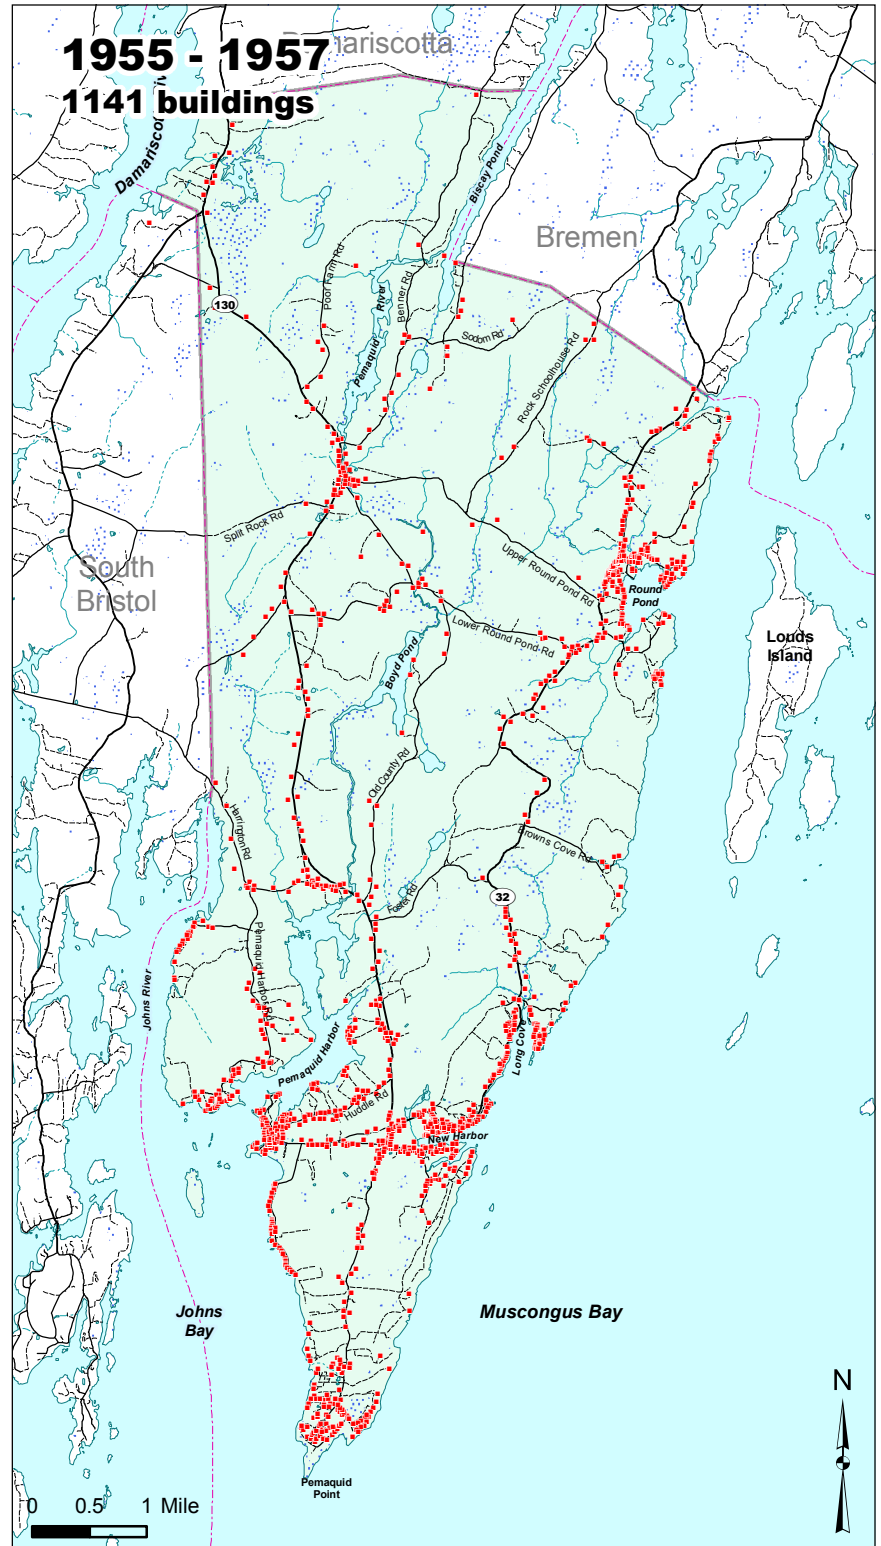 Damariscotta
1955 - 1957
1141 buildings
Biscay Pond
Bremen
Poor Farm Rd
River
Benner Rd
130
Sodom Rd
Pemaquid
Rock Schoolhouse Rd
Split Rock Rd
South
Bristol
Upper Round Pond Rd
Round
Pond
Lower Round Pond Rd
Louds
Island
Boyd Pond
Old County Rd
Harrington Rd
Browns Cove Rd
Foster Rd
32
Pemaquid Harbor Rd
Johns River
Long Cove
Pemaquid Harbor
Huddle Rd
New Harbor
Johns
Bay
Muscongus Bay
N
Pemaquid
Point
0 0.5 1 Mile